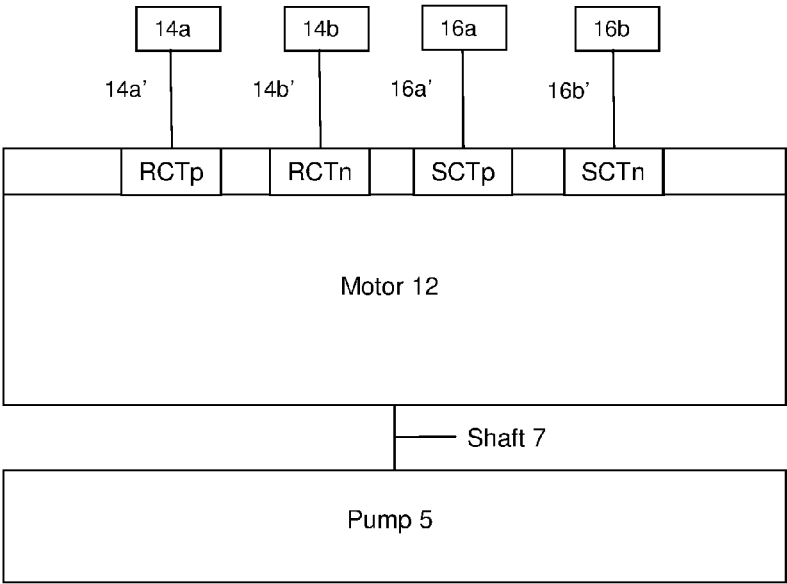 14a 14b 16a 16b
14a’ 14b’ 16a’ 16b’
RCTp RCTn SCTp SCTn
Motor 12
Shaft 7
Pump 5